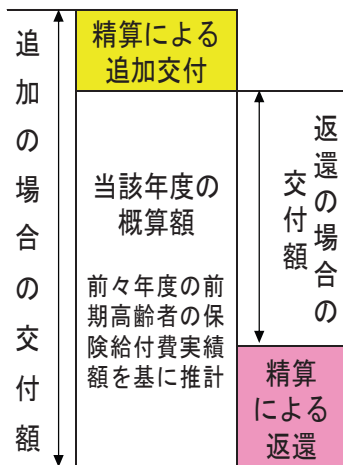 追加の場合の交付額
精算による
追加交付
当該年度の
概算額
前々年度の前
期高齢者の保
険給付費実績
額を基に推計
返還の場合の
交付額
精算
による
返還